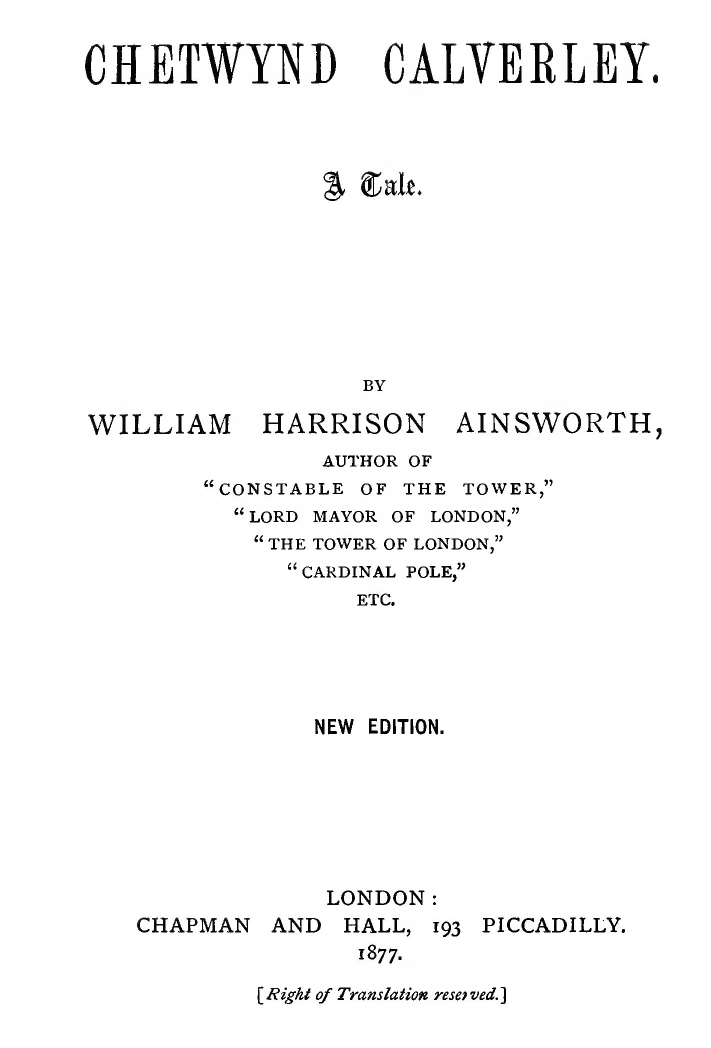 CHETWYND CALVERLEY.
A Tale.
BY
WILLIAM HARRISON AINSWORTH,
AUTHOR OF
“CONSTABLE OF THE TOWER,”
“LORD MAYOR OF LONDON,”
“THE TOWER OF LONDON,”
“CARDINAL POLE,”
ETC.
NEW EDITION.
LONDON:
CHAPMAN AND HALL, 193 PICCADILLY.
1877.
[Right of Translation reserved.]